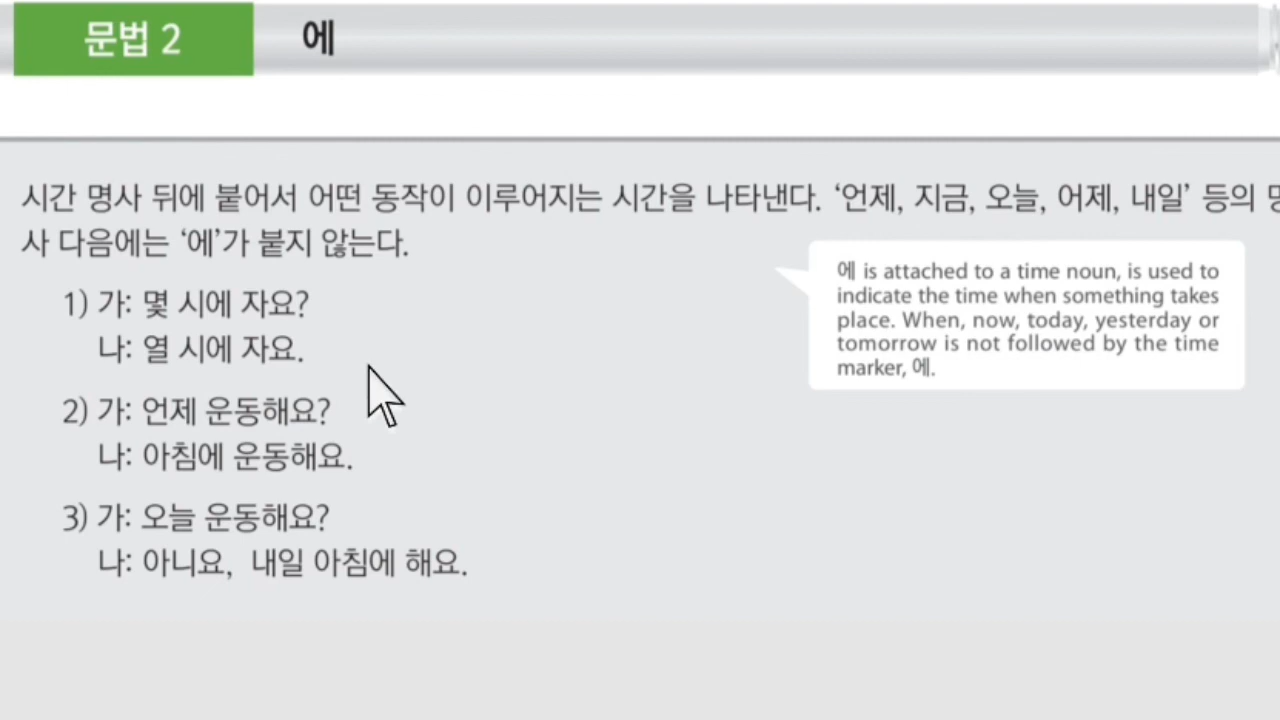 문법 2 에
시간 명사 뒤에 붙어서 어떤 동작이 이루어지는 시간을 나타낸다. ‘언제, 지금, 오늘, 어제, 내일’ 등의
사 다음에는 ‘에’가 붙지 않는다.
에 is attached to a time noun, is used to
indicate the time when something takes
place. When, now, today, yesterday or
tomorrow is not followed by the time
marker, 에.
1) 가: 몇 시에 자요?
나: 열 시에 자요.
2) 가: 언제 운동해요?
나: 아침에 운동해요.
3) 가: 오늘 운동해요?
나: 아니요, 내일 아침에 해요.